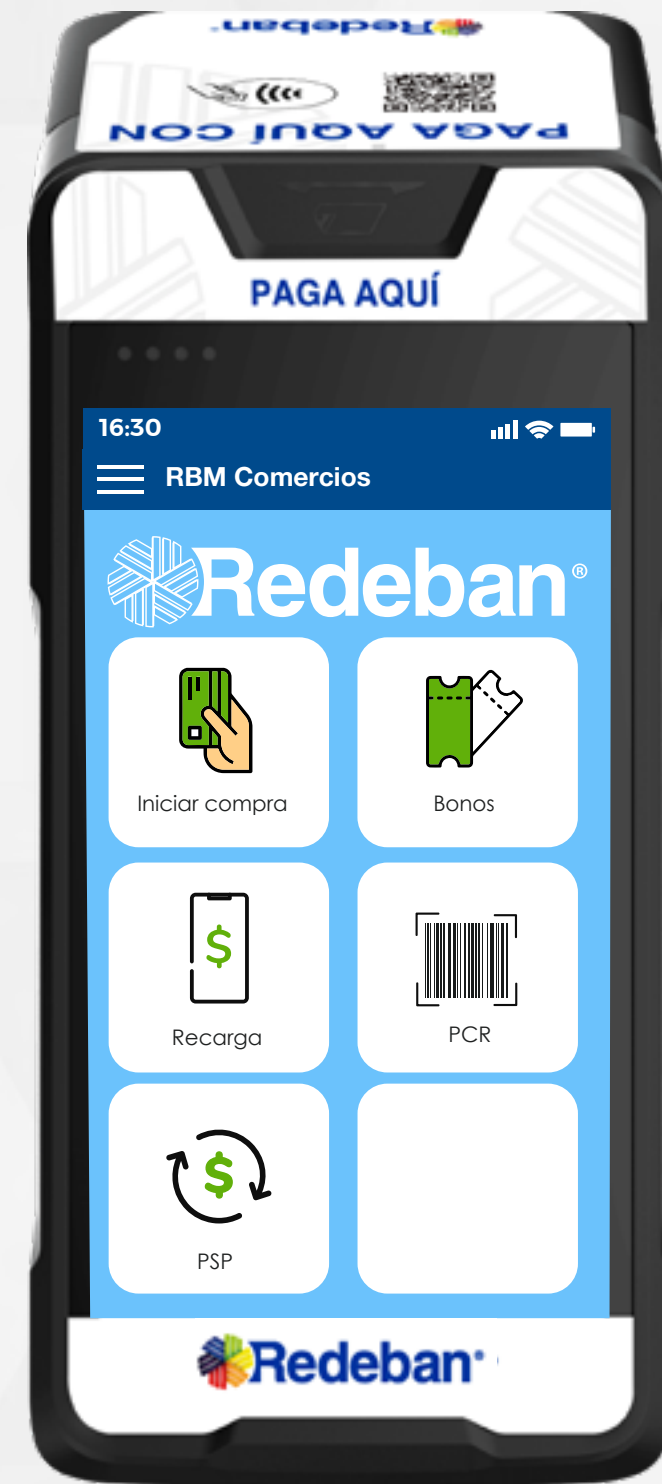 Redeban
PAGA AQUÍ CON
PAGA AQUÍ
16:30
RBM Comercios
Redeban®
Iniciar compra
Bonos
Recarga
PCR
PSP
Redeban